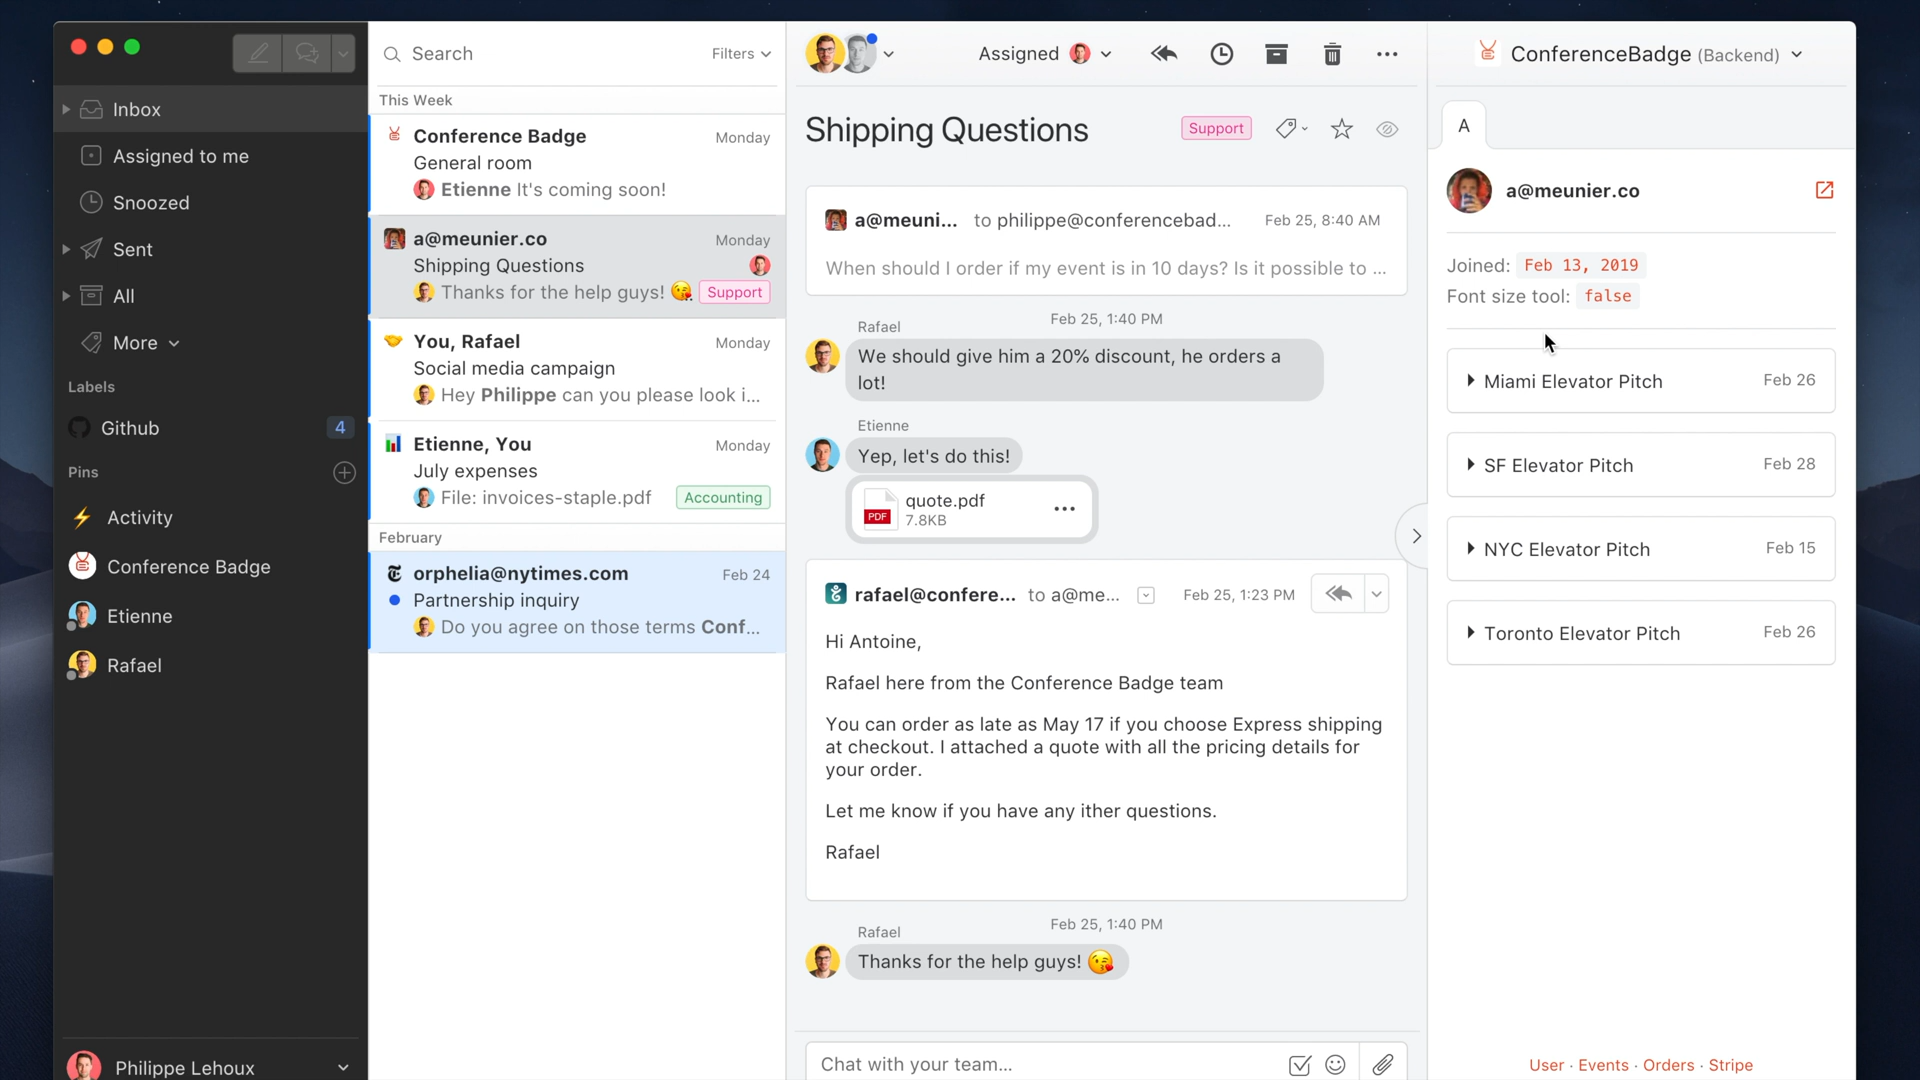 Inbox
Assigned to me
Snoozed
Sent
All
More
Labels
Github 4
Pins
Activity
Conference Badge
Etienne
Rafael
Philippe Lehoux
Search Filters
This Week
Conference Badge Monday
General room
Etienne It's coming soon!
a@meunier.co Monday
Shipping Questions
Thanks for the help guys! 😘 Support
You, Rafael Monday
Social media campaign
Hey Philippe can you please look i...
Etienne, You Monday
July expenses
File: invoices-staple.pdf Accounting
February
orphelia@nytimes.com Feb 24
Partnership inquiry
Do you agree on those terms Conf...
Assigned
Shipping Questions Support
a@meuni... to philippe@conferencebad... Feb 25, 8:40 AM
When should I order if my event is in 10 days? Is it possible to ...
Feb 25, 1:40 PM
Rafael
We should give him a 20% discount, he orders a
lot!
Etienne
Yep, let's do this!
PDF
quote.pdf
7.8KB
rafael@confere... to a@me... Feb 25, 1:23 PM
Hi Antoine,
Rafael here from the Conference Badge team
You can order as late as May 17 if you choose Express shipping
at checkout. I attached a quote with all the pricing details for
your order.
Let me know if you have any ither questions.
Rafael
Feb 25, 1:40 PM
Rafael
Thanks for the help guys! 😘
Chat with your team...
ConferenceBadge (Backend)
A
a@meunier.co
Joined: Feb 13, 2019
Font size tool: false
Miami Elevator Pitch Feb 26
SF Elevator Pitch Feb 28
NYC Elevator Pitch Feb 15
Toronto Elevator Pitch Feb 26
User · Events · Orders · Stripe